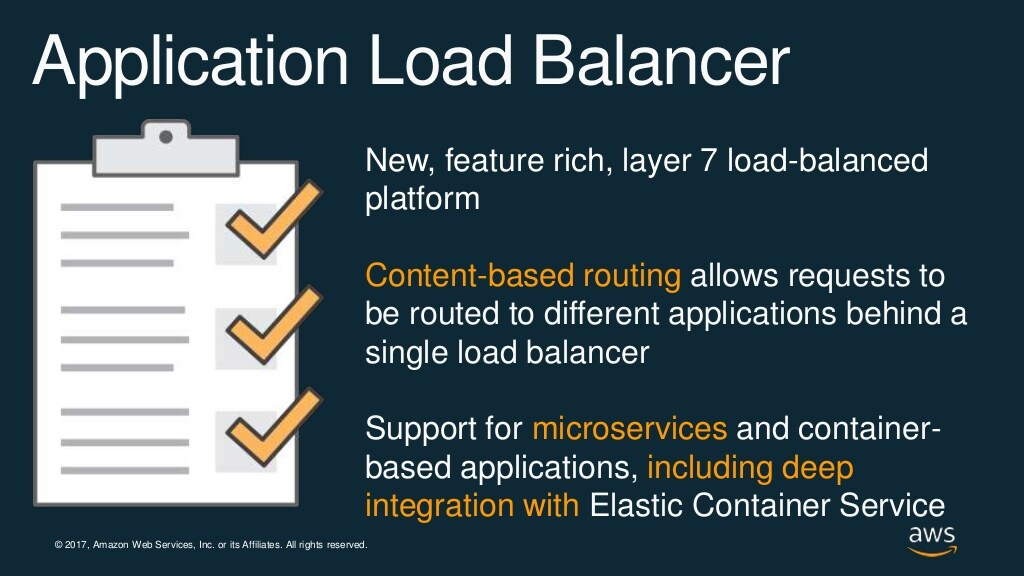 Application Load Balancer
New, feature rich, layer 7 load-balanced
platform
Content-based routing allows requests to
be routed to different applications behind a
single load balancer
Support for microservices and container-
based applications, including deep
integration with Elastic Container Service
© 2017, Amazon Web Services, Inc. or its Affiliates. All rights reserved.
aws